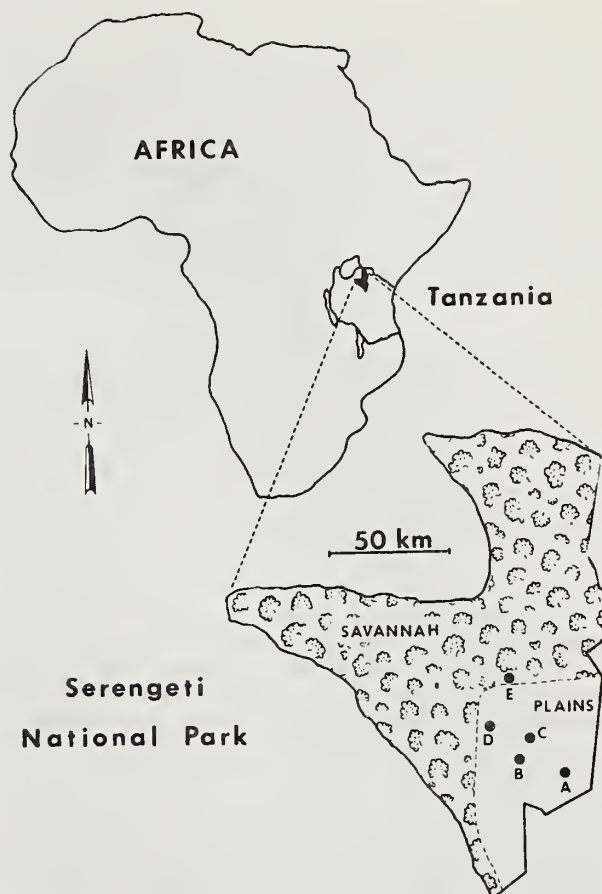 AFRICA
Tanzania
-N-
50 km
SAVANNAH
E
PLAINS
D
C
B
A
Serengeti
National Park